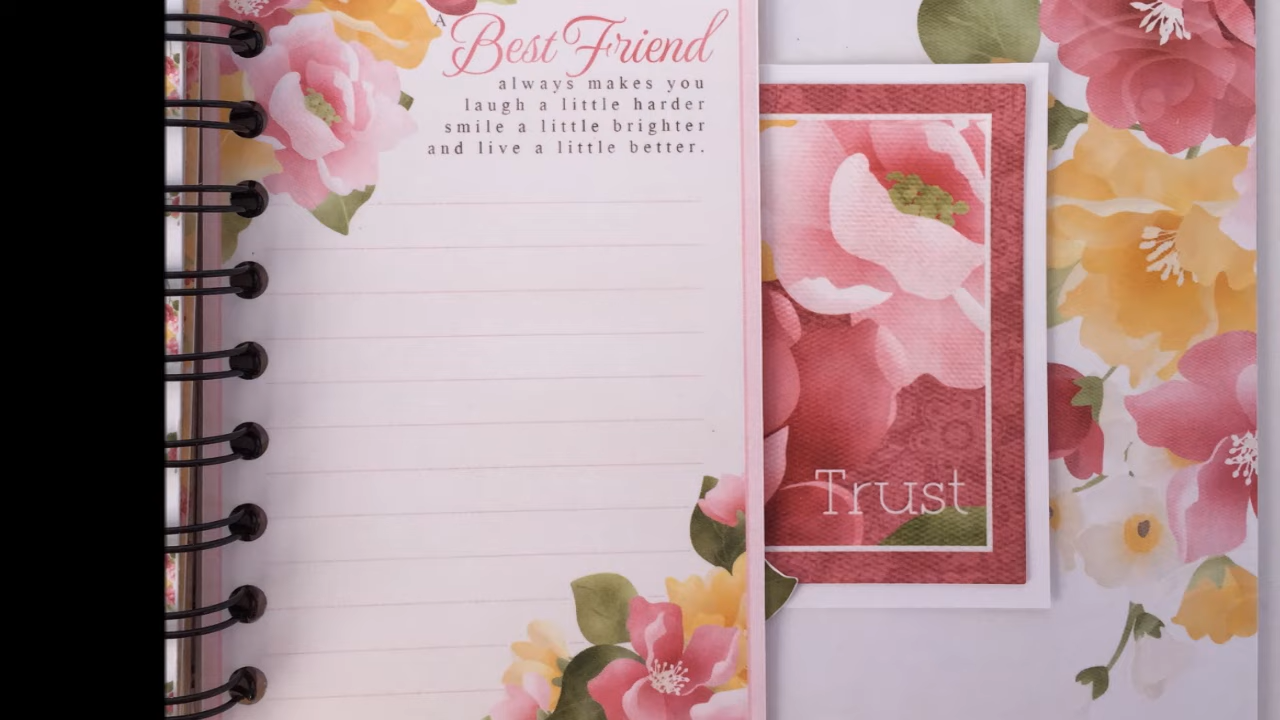 A
Best Friend
always makes you
laugh a little harder
smile a little brighter
and live a little better.
Trust